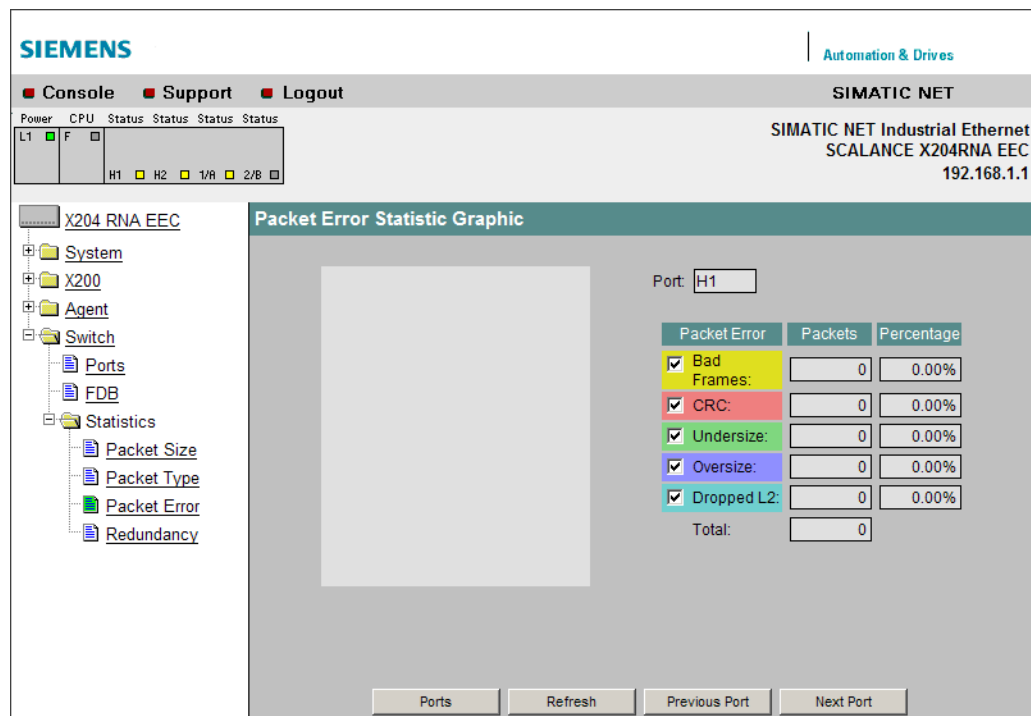 SIEMENS
Automation & Drives
Console Support Logout SIMATIC NET
Power CPU Status Status Status Status
L1 F
H1 H2 1/A 2/B
SIMATIC NET Industrial Ethernet
SCALANCE X204RNA EEC
192.168.1.1
X204 RNA EEC
System
X200
Agent
Switch
Ports
FDB
Statistics
Packet Size
Packet Type
Packet Error
Redundancy
Packet Error Statistic Graphic
Port: H1
Packet Error Packets Percentage
Bad
Frames: 0 0.00%
CRC: 0 0.00%
Undersize: 0 0.00%
Oversize: 0 0.00%
Dropped L2: 0 0.00%
Total: 0
Ports Refresh Previous Port Next Port